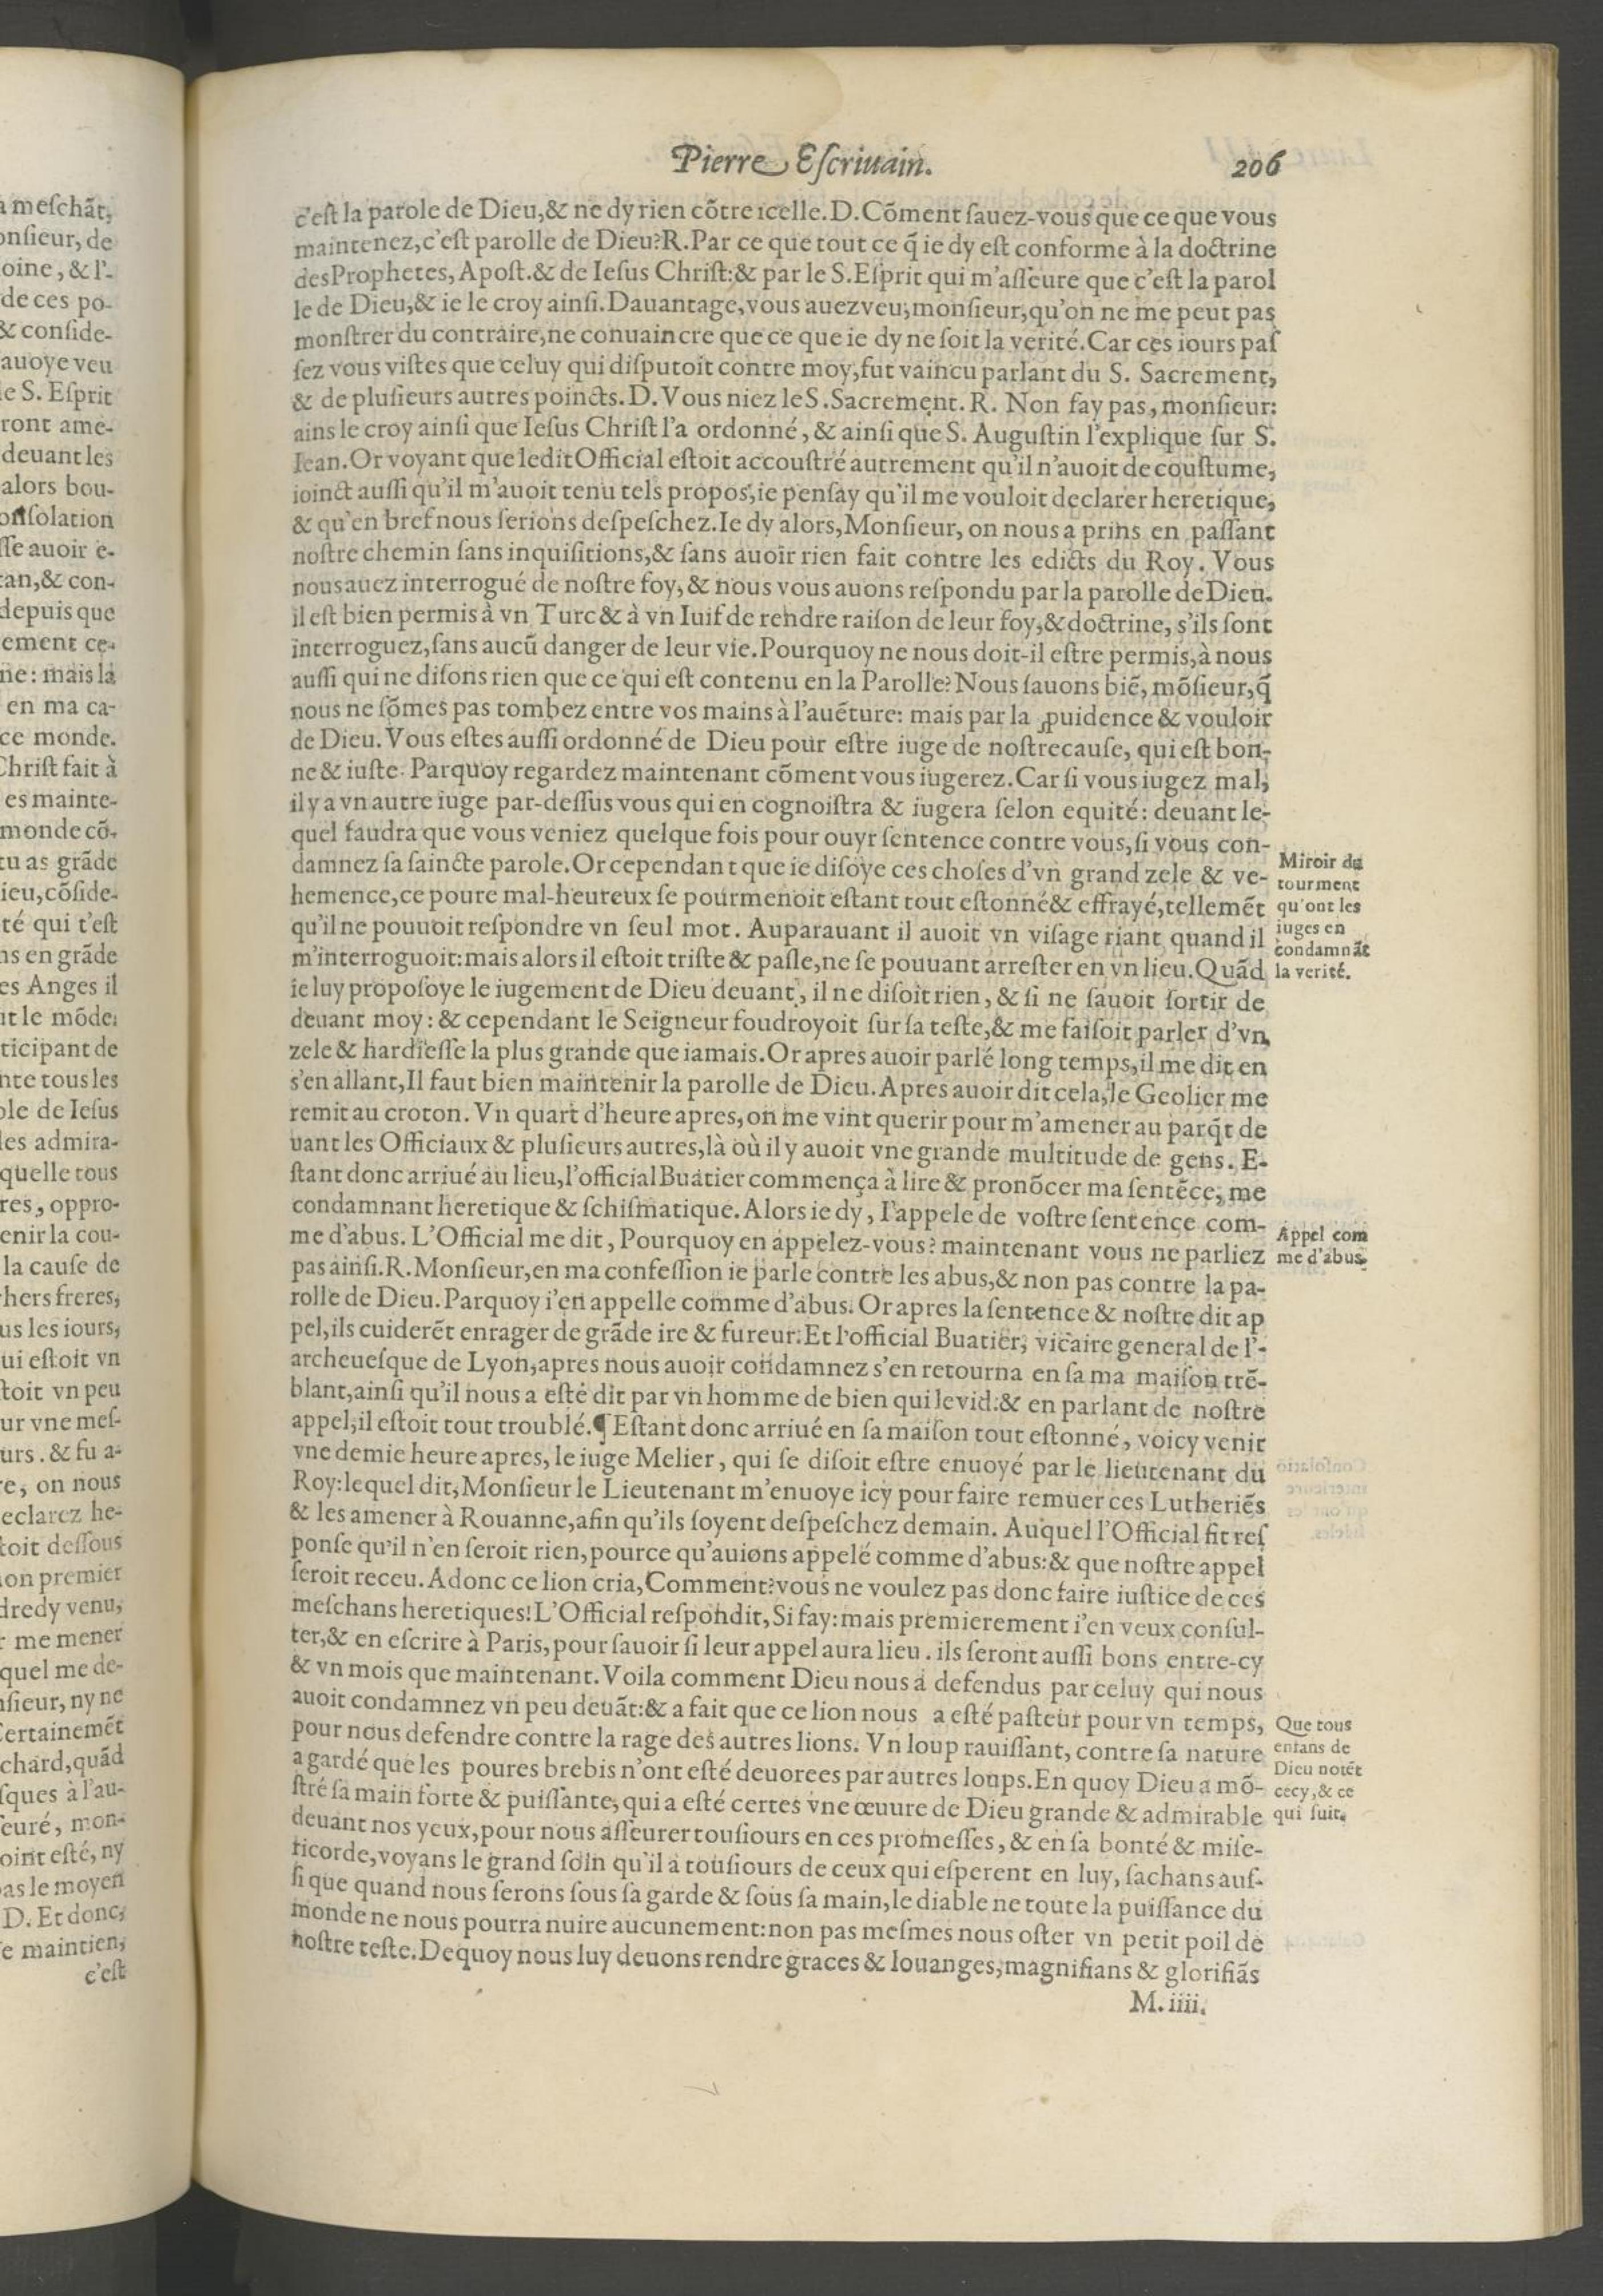 Pierre Eſcriuain. 206
c'eſt la parole de Dieu,& ne dy rien cõtre icelle. D. Cõment ſauez-vous que ce que vous
maintenez, c'eſt parolle de Dieu? R. Par ce que tout ce q̃ ie dy eſt conforme à la doctrine
des Prophetes, Apoſt. & de Ieſus Chriſt: & par le S. Eſprit qui m'aſſeure que c'eſt la parol
le de Dieu, & ie le croy ainſi. Dauantage, vous auez veu, monſieur, qu'on ne me peut pas
monſtrer du contraire, ne conuaincre que ce que ie dy ne ſoit la verité. Car ces iours paſ
ſez vous viſtes que celuy qui diſputoit contre moy, fut vaincu parlant du S. Sacrement,
& de pluſieurs autres poincts. D. Vous niez le S. Sacrement. R. Non fay pas, monſieur:
ains le croy ainſi que Ieſus Chriſt l'a ordonné, & ainſi que S. Auguſtin l'explique ſur S.
Iean. Or voyant que ledit Official eſtoit accouſtré autrement qu'il n'auoit de couſtume,
ioinct auſſi qu'il m'auoit tenu tels propos, ie penſay qu'il me vouloit declarer heretique,
& qu'en bref nous ſerions deſpeſchez. Ie dy alors, Monſieur, on nous a prins en paſſant
noſtre chemin ſans inquiſitions, & ſans auoir rien fait contre les edicts du Roy. Vous
nous auez interrogué de noſtre foy, & nous vous auons reſpondu par la parolle de Dieu.
il eſt bien permis à vn Turc & à vn Iuif de rendre raiſon de leur foy, & doctrine, s'ils ſont
interroguez, ſans aucũ danger de leur vie. Pourquoy ne nous doit-il eſtre permis, à nous
auſſi qui ne diſons rien que ce qui eſt contenu en la Parolle? Nous ſauons biẽ, mõſieur, q̃
nous ne ſõmes pas tombez entre vos mains à l'auẽture: mais par la ꝓuidence & vouloir
de Dieu. Vous eſtes auſſi ordonné de Dieu pour eſtre iuge de noſtre cauſe, qui eſt bon-
ne & iuſte. Parquoy regardez maintenant cõment vous iugerez. Car ſi vous iugez mal,
il y a vn autre iuge par-deſſus vous qui en cognoiſtra & iugera ſelon equité: deuant le-
quel faudra que vous veniez quelque fois pour ouyr ſentence contre vous, ſi vous con-
damnez ſa ſaincte parole. Or cependant que ie diſoye ces choſes d'vn grand zele & ve-
hemence, ce poure mal-heureux ſe pourmenoit eſtant tout eſtonné & effrayé, tellemẽt
qu'il ne pouuoit reſpondre vn ſeul mot. Auparauant il auoit vn viſage riant quand il
m'interroguoit: mais alors il eſtoit triſte & paſle, ne ſe pouuant arreſter en vn lieu. Quãd
ie luy propoſoye le iugement de Dieu deuant, il ne diſoit rien, & ſi ne ſauoit ſortir de
deuant moy: & cependant le Seigneur foudroyoit ſur ſa teſte, & me faiſoit parler d'vn
zele & hardieſſe la plus grande que iamais. Or apres auoir parlé long temps, il me dit en
s'en allant, Il faut bien maintenir la parolle de Dieu. Apres auoir dit cela, le Geolier me
remit au croton. Vn quart d'heure apres, on me vint querir pour m'amener au parq̃t de
uant les Officiaux & pluſieurs autres, là où il y auoit vne grande multitude de gens. E-
ſtant donc arriué au lieu, l'official Buatier commença à lire & pronõcer ma ſentẽce, me
condamnant heretique & ſchiſmatique. Alors ie dy, I'appele de voſtre ſentence com-
me d'abus. L'Official me dit, Pourquoy en appelez-vous? maintenant vous ne parliez
pas ainſi. R. Monſieur, en ma confeſſion ie parle contre les abus, & non pas contre la pa-
rolle de Dieu. Parquoy i'en appelle comme d'abus. Or apres la ſentence & noſtre dit ap
pel, ils cuiderẽt enrager de grãde ire & fureur. Et l'official Buatier, vicaire general de l'-
archeueſque de Lyon, apres nous auoir condamnez s'en retourna en ſa ma maiſon trẽ-
blant, ainſi qu'il nous a eſté dit par vn homme de bien qui le vid: & en parlant de noſtre
appel, il eſtoit tout troublé. ¶ Eſtant donc arriué en ſa maiſon tout eſtonné, voicy venir
vne demie heure apres, le iuge Melier, qui ſe diſoit eſtre enuoyé par le lieutenant du
Roy: lequel dit, Monſieur le Lieutenant m'enuoye icy pour faire remuer ces Lutheriẽs
& les amener à Rouanne, afin qu'ils ſoyent deſpeſchez demain. Auquel l'Official fit reſ
ponſe qu'il n'en ſeroit rien, pource qu'auions appelé comme d'abus: & que noſtre appel
ſeroit receu. Adonc ce lion cria, Comment? vous ne voulez pas donc faire iuſtice de ces
meſchans heretiques! L'Official reſpondit, Si fay: mais premierement i'en veux conſul-
ter, & en eſcrire à Paris, pour ſauoir ſi leur appel aura lieu. ils ſeront auſſi bons entre-cy
& vn mois que maintenant. Voila comment Dieu nous a defendus par celuy qui nous
auoit condamnez vn peu deuãt: & a fait que ce lion nous a eſté paſteur pour vn temps,
pour nous defendre contre la rage des autres lions. Vn loup rauiſſant, contre ſa nature
a gardé que les poures brebis n'ont eſté deuorees par autres loups. En quoy Dieu a mõ-
ſtré ſa main forte & puiſſante, qui a eſté certes vne œuure de Dieu grande & admirable
deuant nos yeux, pour nous aſſeurer touſiours en ces promeſſes, & en ſa bonté & miſe-
ricorde, voyans le grand ſoin qu'il a touſiours de ceux qui eſperent en luy, ſachans auſ-
ſi que quand nous ſerons ſous ſa garde & ſous ſa main, le diable ne toute la puiſſance du
monde ne nous pourra nuire aucunement: non pas meſmes nous oſter vn petit poil de
noſtre teſte. Dequoy nous luy deuons rendre graces & louanges, magnifians & glorifiãs
M. iiii.
Miroir du
tourment
qu'ont les
iuges en
condamnãt
la verité.
Appel com
me d'abus.
Que tous
enfans de
Dieu notẽt
cecy, & ce
qui ſuit.
a meſchãt,
onſieur, de
oine, & l'-
de ces po-
& conſide-
auoye veu
le S. Eſprit
ront ame-
deuant les
alors bou-
onſolation
ſſe auoir e-
tan, & con-
depuis que
ement ce-
ne: mais la
en ma ca-
ce monde.
Chriſt fait à
es mainte-
monde cõ-
tu as grãde
ieu, cõſide-
té qui t'eſt
ns en grãde
es Anges il
ut le mõde:
ticipant de
nte tous les
ole de Ieſus
les admira-
quelle tous
res, oppro-
enir la cou-
la cauſe de
hers freres,
us les iours,
ui eſtoit vn
toit vn peu
ur vne meſ-
urs. & fu a-
re, on nous
eclarez he-
toit deſſous
on premier
dredy venu,
r me mener
quel me de-
nſieur, ny ne
Certainemẽt
chard, quãd
ſques à l'au-
euré, mon-
oint eſté, ny
as le moyen
D. Et donc,
e maintien,
c'eſt